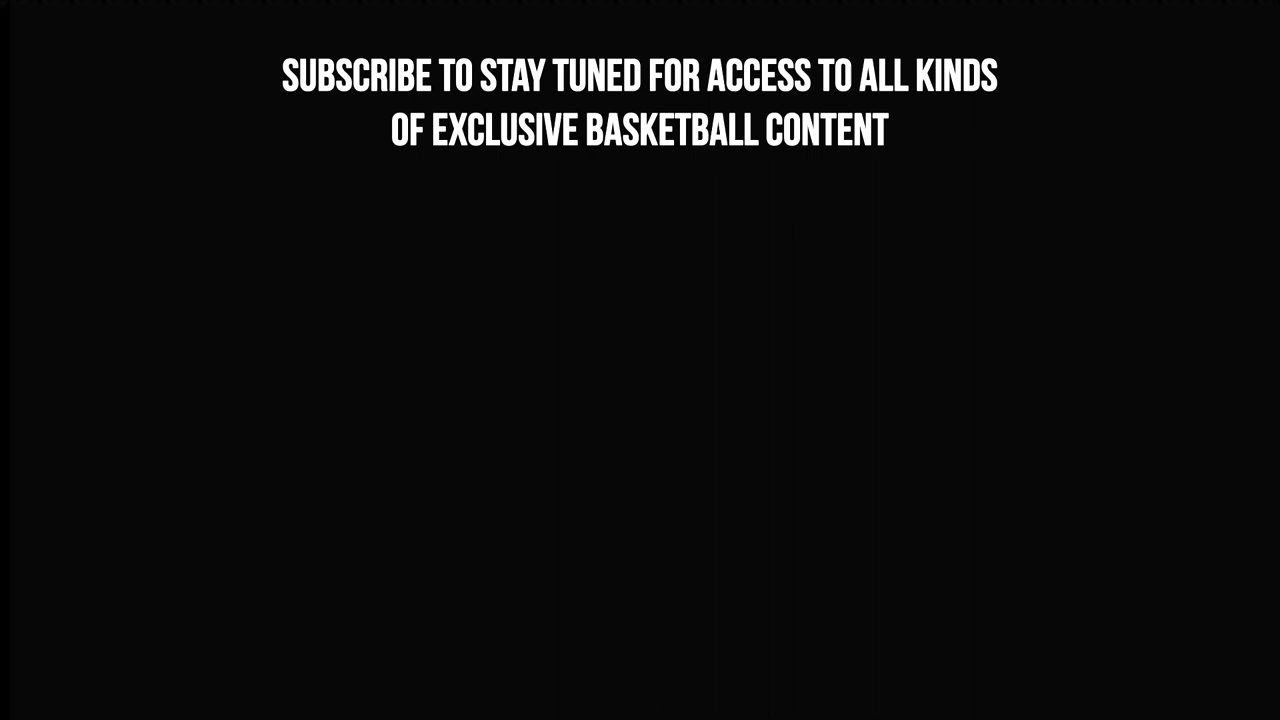 SUBSCRIBE TO STAY TUNED FOR ACCESS TO ALL KINDS
OF EXCLUSIVE BASKETBALL CONTENT